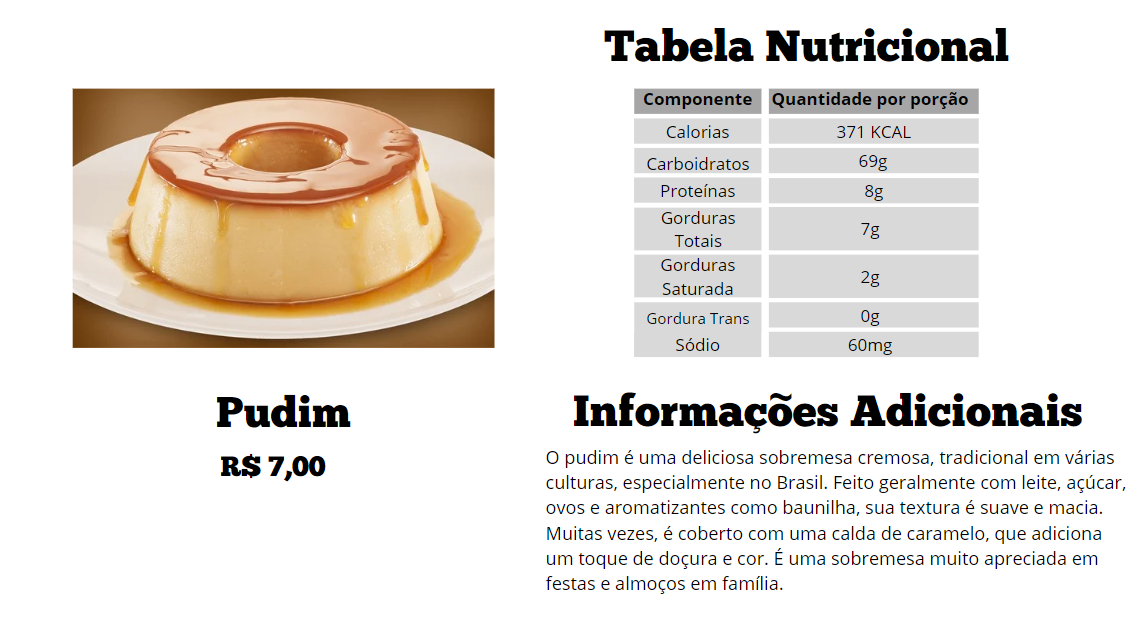 Tabela Nutricional
Componente Quantidade por porção
Calorias 371 KCAL
Carboidratos 69g
Proteínas 8g
Gorduras
Totais 7g
Gorduras
Saturada 2g
Gordura Trans 0g
Sódio 60mg
Pudim
R$ 7,00
Informações Adicionais
O pudim é uma deliciosa sobremesa cremosa, tradicional em várias
culturas, especialmente no Brasil. Feito geralmente com leite, açúcar,
ovos e aromatizantes como baunilha, sua textura é suave e macia.
Muitas vezes, é coberto com uma calda de caramelo, que adiciona
um toque de doçura e cor. É uma sobremesa muito apreciada em
festas e almoços em família.